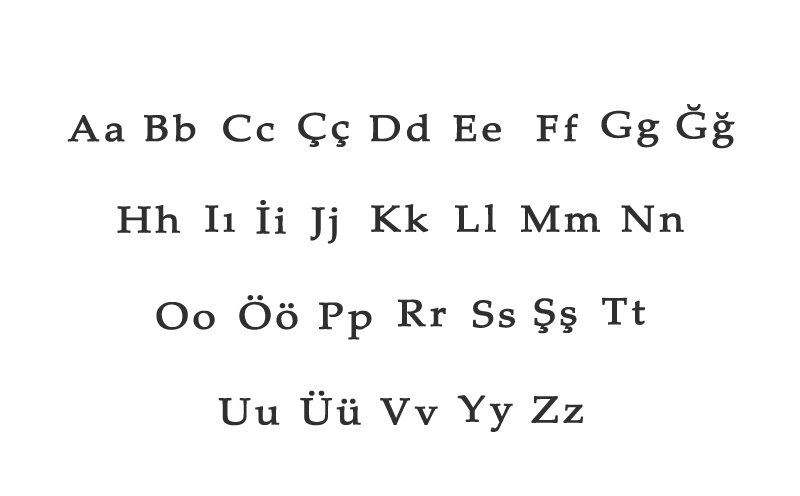 Aa Bb Cc Çç Dd Ee Ff Gg Ğğ
Hh Iı İi Jj Kk Ll Mm Nn
Oo Öö Pp Rr Ss Şş Tt
Uu Üü Vv Yy Zz